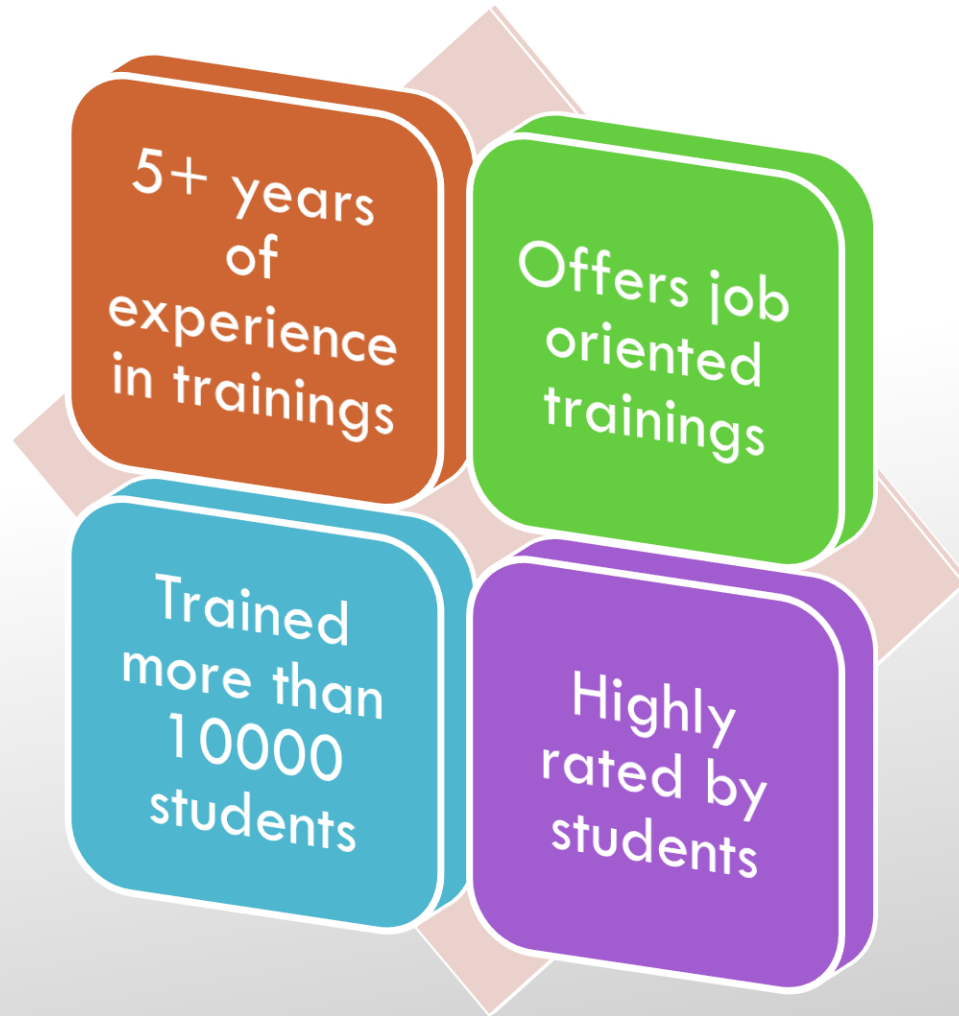 5+ years
of
experience
in trainings
Offers job
oriented
trainings
Trained
more than
10000
students
Highly
rated by
students